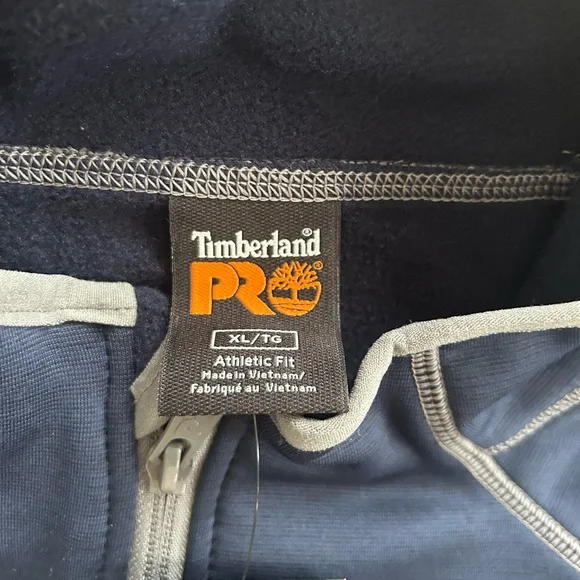 Timberland®
PRO®
XL/TG
Athletic Fit
Made in Vietnam/
Fabriqué au Vietnam